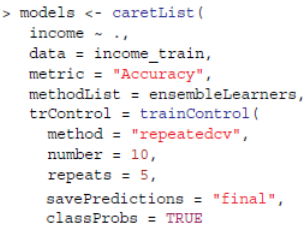 > models <- caretList(
income ~ .,
data = income_train,
metric = "Accuracy",
methodList = ensembleLearners,
trControl = trainControl(
method = "repeatedcv",
number = 10,
repeats = 5,
savePredictions = "final",
classProbs = TRUE